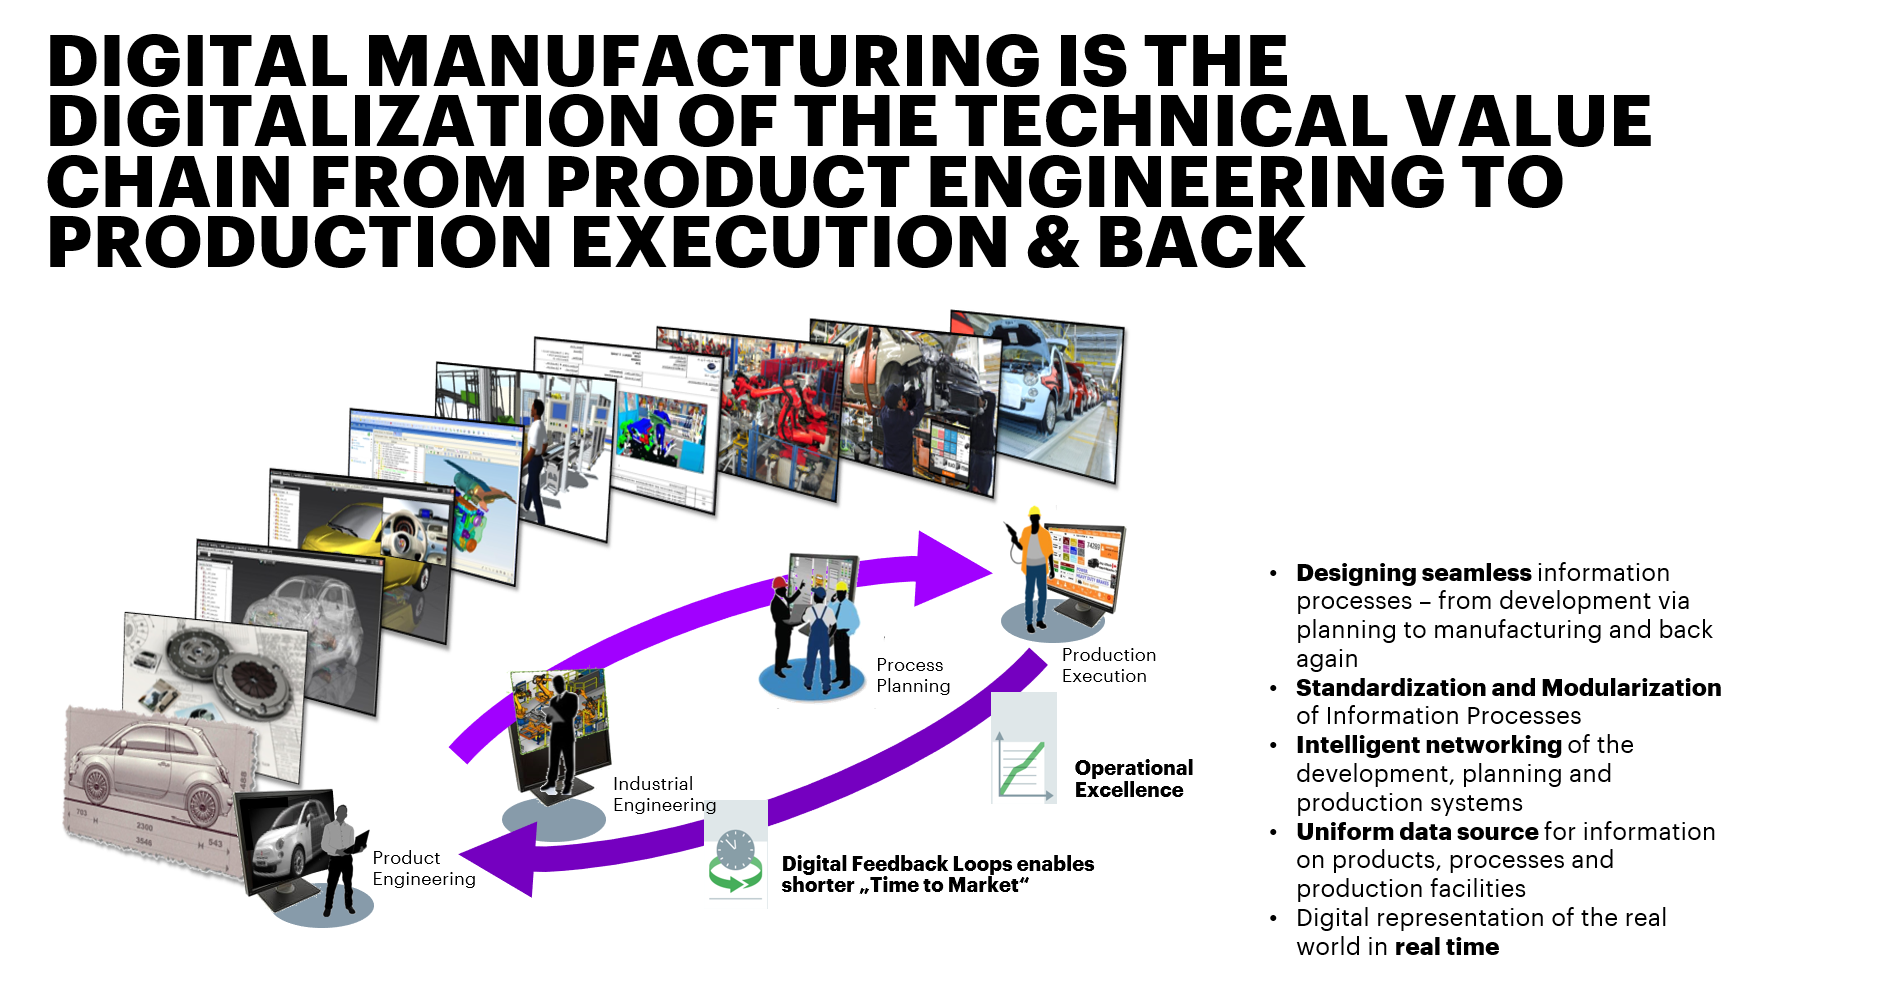 DIGITAL MANUFACTURING IS THE
DIGITALIZATION OF THE TECHNICAL VALUE
CHAIN FROM PRODUCT ENGINEERING TO
PRODUCTION EXECUTION & BACK
703
H
2300
3546
H
543
Product
Engineering
Industrial
Engineering
Process
Planning
Production
Execution
Operational
Excellence
Digital Feedback Loops enables
shorter „Time to Market“
• Designing seamless information
processes – from development via
planning to manufacturing and back
again
• Standardization and Modularization
of Information Processes
• Intelligent networking of the
development, planning and
production systems
• Uniform data source for information
on products, processes and
production facilities
• Digital representation of the real
world in real time